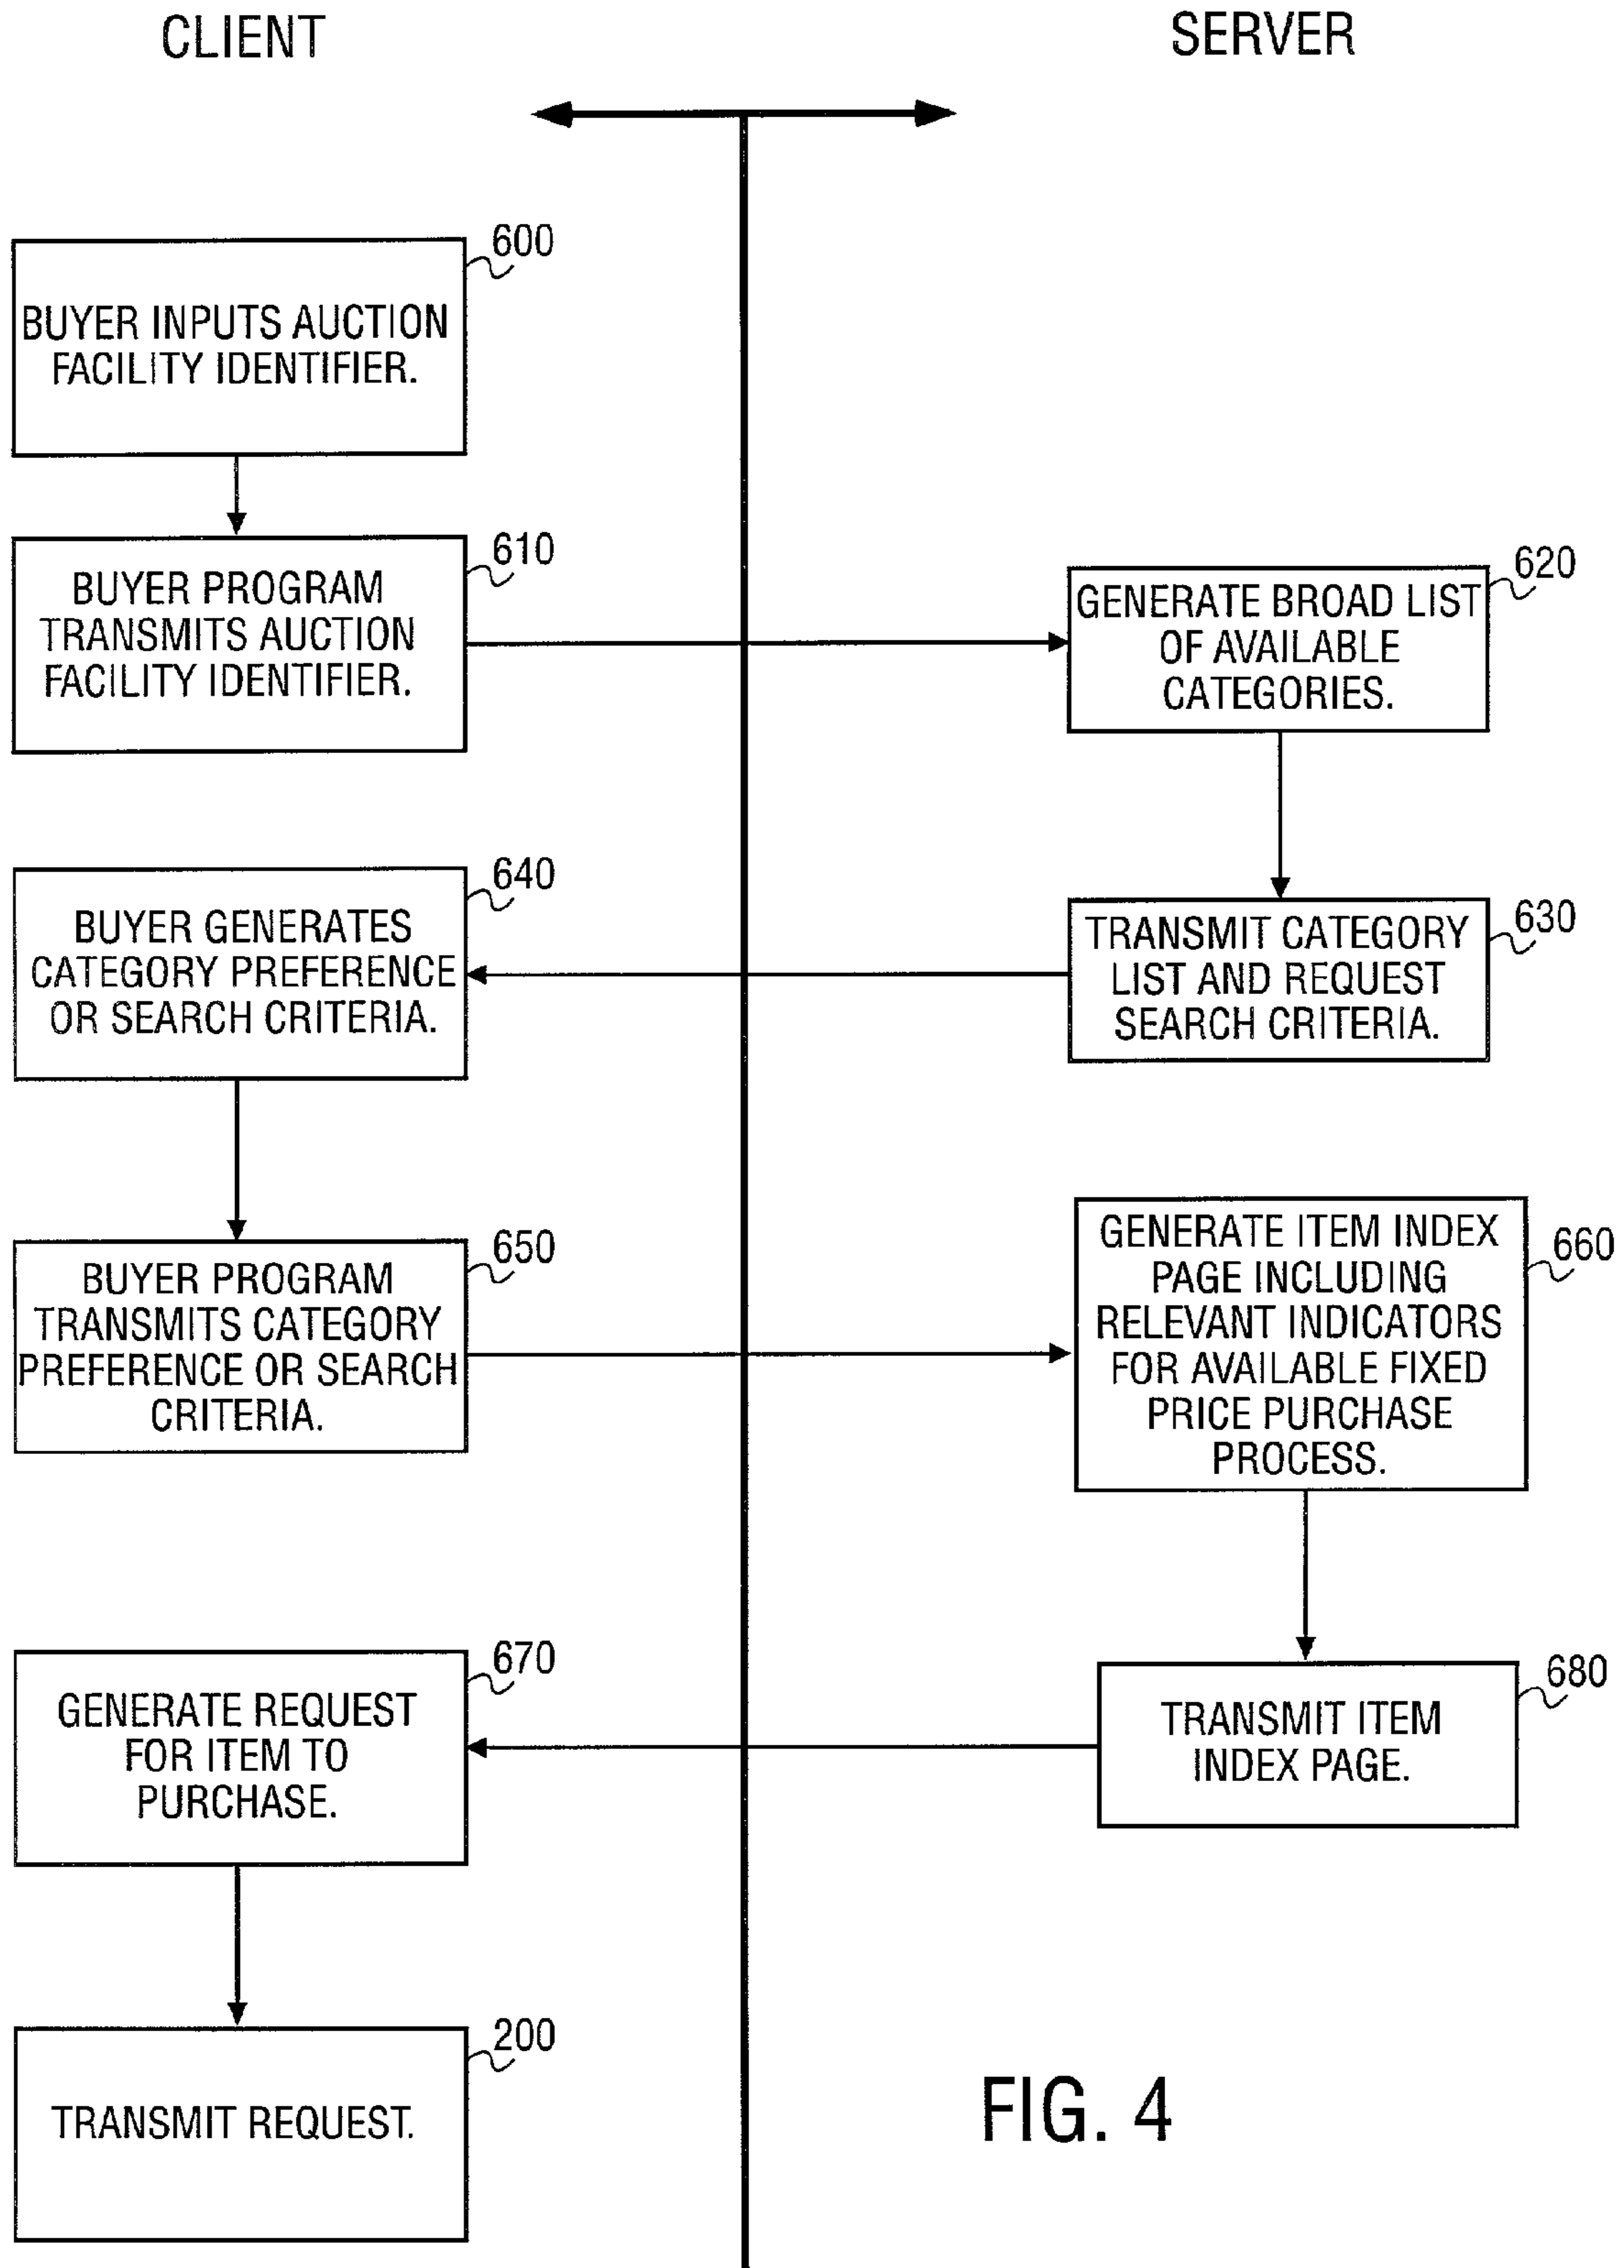 CLIENT
SERVER
600
BUYER INPUTS AUCTION
FACILITY IDENTIFIER.
610
BUYER PROGRAM
TRANSMITS AUCTION
FACILITY IDENTIFIER.
620
GENERATE BROAD LIST
OF AVAILABLE
CATEGORIES.
630
TRANSMIT CATEGORY
LIST AND REQUEST
SEARCH CRITERIA.
640
BUYER GENERATES
CATEGORY PREFERENCE
OR SEARCH CRITERIA.
650
BUYER PROGRAM
TRANSMITS CATEGORY
PREFERENCE OR SEARCH
CRITERIA.
660
GENERATE ITEM INDEX
PAGE INCLUDING
RELEVANT INDICATORS
FOR AVAILABLE FIXED
PRICE PURCHASE
PROCESS.
680
TRANSMIT ITEM
INDEX PAGE.
670
GENERATE REQUEST
FOR ITEM TO
PURCHASE.
200
TRANSMIT REQUEST.
FIG. 4